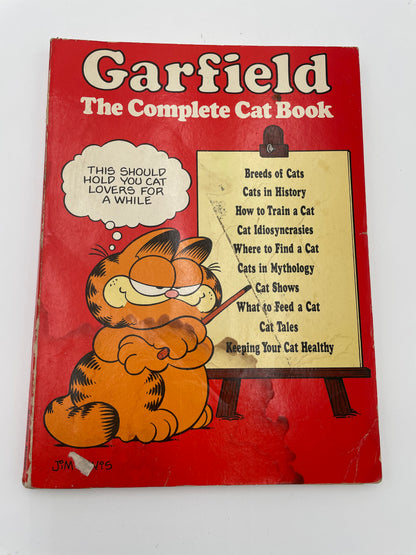 Garfield
The Complete Cat Book
THIS SHOULD
HOLD YOU CAT
LOVERS FOR
A WHILE
Breeds of Cats
Cats in History
How to Train a Cat
Cat Idiosyncrasies
Where to Find a Cat
Cats in Mythology
Cat Shows
What to Feed a Cat
Cat Tales
Keeping Your Cat Healthy
JIM